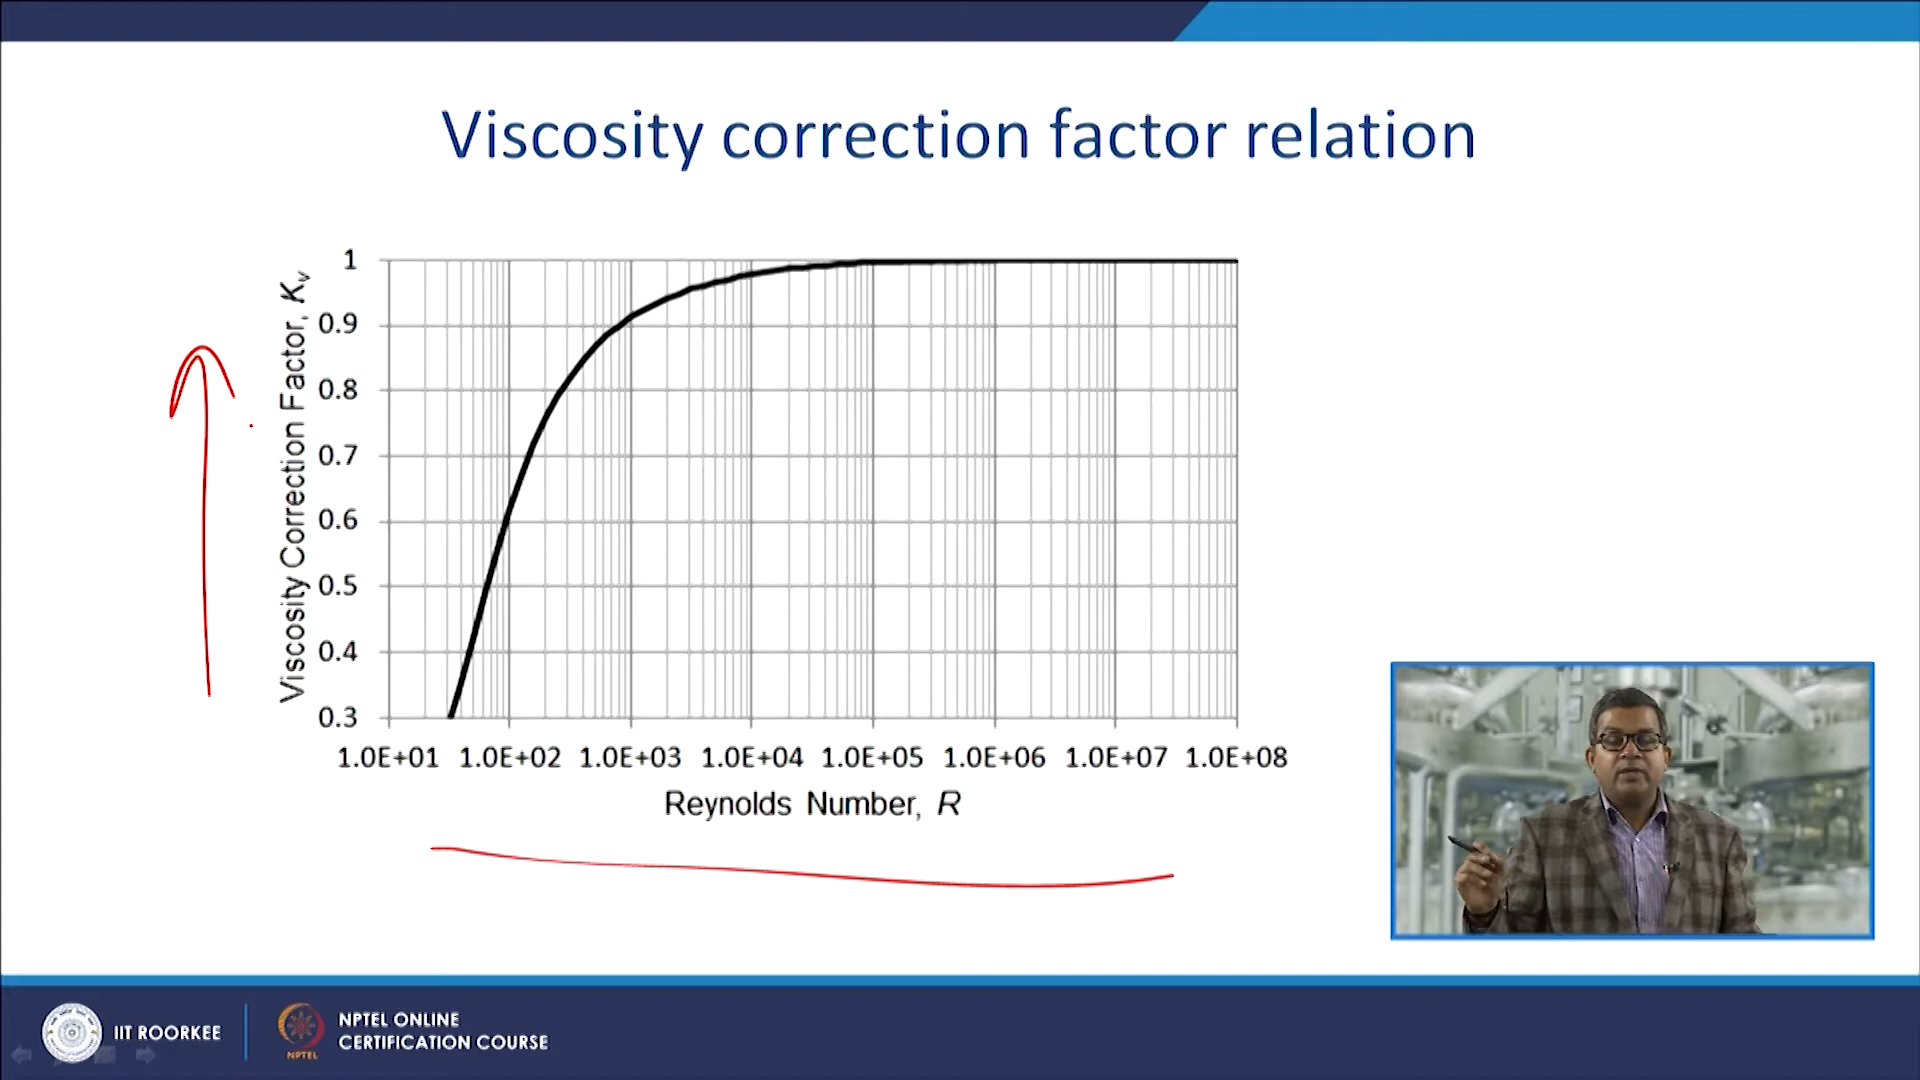 Viscosity correction factor relation
Viscosity Correction Factor, Kv
1
0.9
0.8
0.7
0.6
0.5
0.4
0.3
1.0E+01 1.0E+02 1.0E+03 1.0E+04 1.0E+05 1.0E+06 1.0E+07 1.0E+08
Reynolds Number, R
IIT ROORKEE
NPTEL
NPTEL ONLINE
CERTIFICATION COURSE